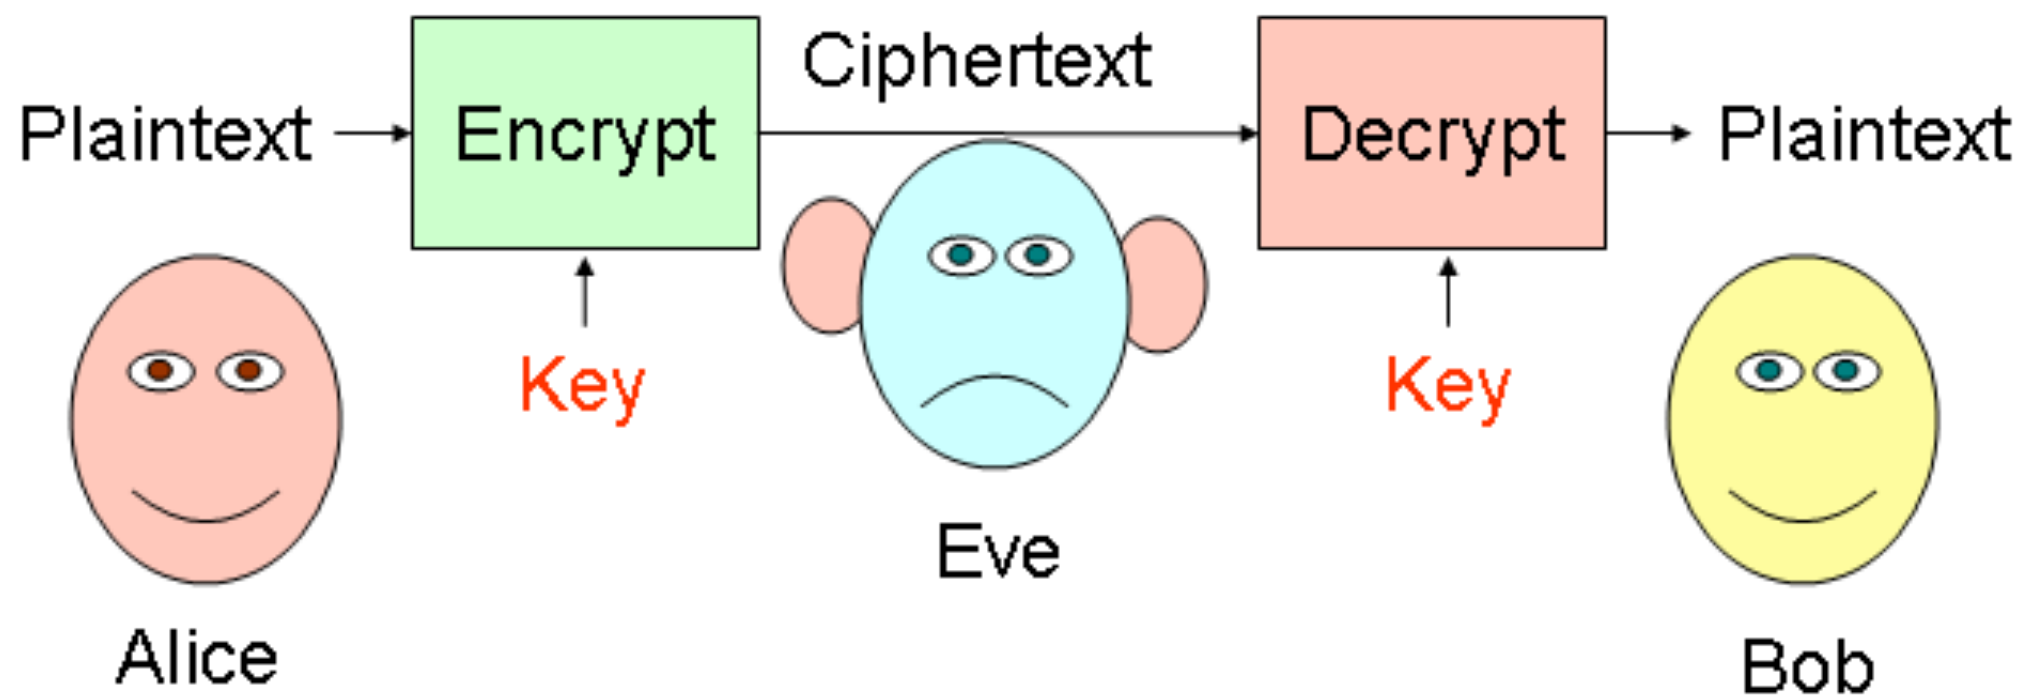 Ciphertext
Plaintext
Encrypt
Decrypt
Plaintext
Key
Key
Eve
Alice
Bob